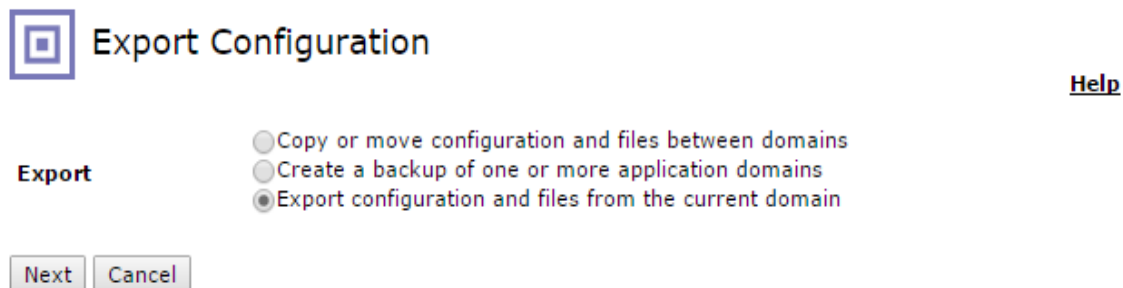 Export Configuration
Help
Copy or move configuration and files between domains
Export
Create a backup of one or more application domains
Export configuration and files from the current domain
Next Cancel